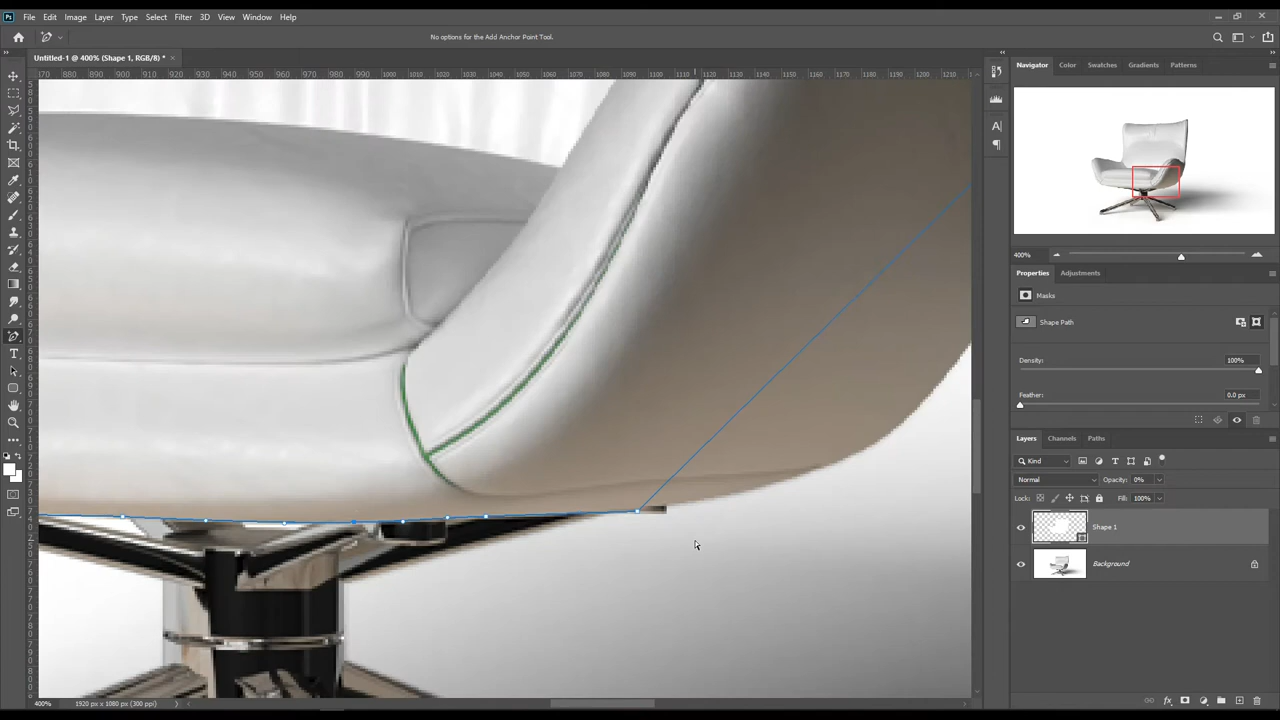 Ps File Edit Image Layer Type Select Filter 3D View Window Help
No options for the Add Anchor Point Tool.
Untitled-1 @ 400% (Shape 1, RGB/8) *
870 880 890 900 910 920 930 940 950 960 970 980 990 1000 1010 1020 1030 1040 1050 1060 1070 1080 1090 1100 1110 1120 1130 1140 1150 1160 1170 1180 1190 1200
Navigator Color Swatches Gradients Patterns
400%
Properties Adjustments
Masks
Shape Path
Density: 100%
Feather: 0.0 px
Layers Channels Paths
Kind
Normal Opacity: 0%
Lock: Fill: 100%
Shape 1
Background
400% 1920 px x 1080 px (300 ppi)